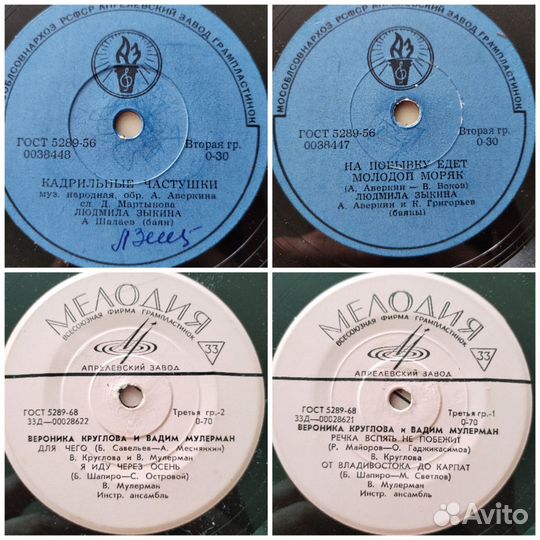 МОСОБЛСОВНАРХОЗ РСФСР АПРЕЛЕВСКИЙ ЗАВОД ГРАМПЛАСТИНОК
ГОСТ 5289-56
0038448
Вторая гр.
0-30
КАДРИЛЬНЫЕ ЧАСТУШКИ
муз. народная, обр. А. Аверкина
сл. Д. Мартынова
ЛЮДМИЛА ЗЫКИНА
А Шалаев (баян)
МОСОБЛСОВНАРХОЗ РСФСР АПРЕЛЕВСКИЙ ЗАВОД ГРАМПЛАСТИНОК
ГОСТ 5289-56
0038447
Вторая гр.
0-30
НА ПОБЫВКУ ЕДЕТ
МОЛОДОЙ МОРЯК
(А. Аверкин — В. Боков)
ЛЮДМИЛА ЗЫКИНА
А. Аверкин и К. Григорьев
(баяны)
МЕЛОДИЯ
ВСЕСОЮЗНАЯ ФИРМА ГРАМПЛАСТИНОК
33
АПРЕЛЕВСКИЙ ЗАВОД
ГОСТ 5289-68
33Д—00028622
Третья гр.-2
0-70
ВЕРОНИКА КРУГЛОВА И ВАДИМ МУЛЕРМАН
ДЛЯ ЧЕГО (Б. Савельев—А. Месняикин)
В. Круглова и В. Мулерман
Я ИДУ ЧЕРЕЗ ОСЕНЬ
(Б. Шапиро—С. Островой)
В. Мулерман
Инстр. ансамбль
МЕЛОДИЯ
ВСЕСОЮЗНАЯ ФИРМА ГРАМПЛАСТИНОК
33
АПРЕЛЕВСКИЙ ЗАВОД
ГОСТ 5289-68
33Д—00028621
Третья гр.-1
0-70
ВЕРОНИКА КРУГЛОВА И ВАДИМ МУЛЕРМАН
РЕЧКА ВСПЯТЬ НЕ ПОБЕЖИТ
(Р. Майоров—О. Гаджикасимов)
В. Круглова
ОТ ВЛАДИВОСТОКА ДО КАРПАТ
(Б. Шапиро—М. Светлов)
В. Мулерман
Инстр. ансамбль
Avito